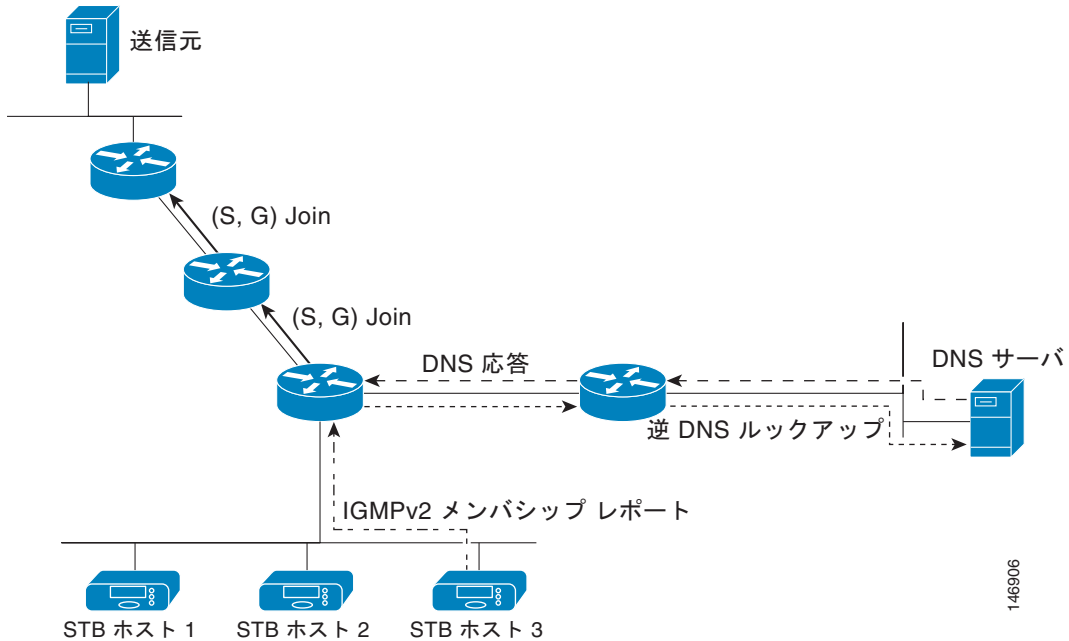 送信元
(S, G) Join
(S, G) Join
DNS 応答
DNS サーバ
逆 DNS ルックアップ
IGMPv2 メンバシップ レポート
STB ホスト 1
STB ホスト 2
STB ホスト 3
146906